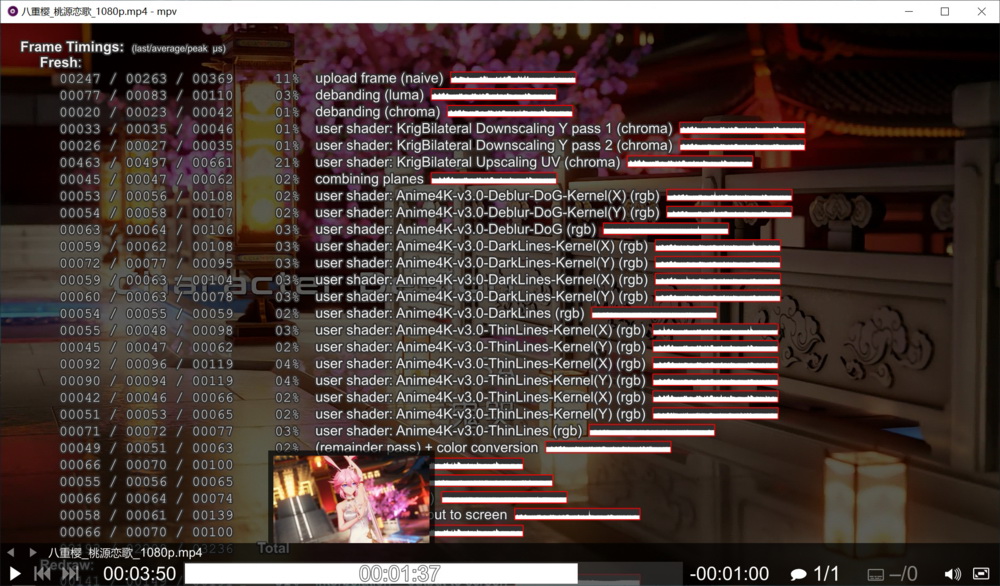 八重樱_桃源恋歌_1080p.mp4 - mpv
Frame Timings: (last/average/peak µs)
Fresh:
00247 / 00263 / 00369 11% upload frame (naive)
00077 / 00083 / 00110 03% debanding (luma)
00020 / 00023 / 00042 01% debanding (chroma)
00033 / 00035 / 00046 01% user shader: KrigBilateral Downscaling Y pass 1 (chroma)
00026 / 00027 / 00035 01% user shader: KrigBilateral Downscaling Y pass 2 (chroma)
00463 / 00497 / 00661 21% user shader: KrigBilateral Upscaling UV (chroma)
00045 / 00047 / 00062 02% combining planes
00053 / 00056 / 00108 02% user shader: Anime4K-v3.0-Deblur-DoG-Kernel(X) (rgb)
00054 / 00058 / 00107 02% user shader: Anime4K-v3.0-Deblur-DoG-Kernel(Y) (rgb)
00063 / 00064 / 00106 03% user shader: Anime4K-v3.0-Deblur-DoG (rgb)
00059 / 00062 / 00108 03% user shader: Anime4K-v3.0-DarkLines-Kernel(X) (rgb)
00072 / 00077 / 00095 03% user shader: Anime4K-v3.0-DarkLines-Kernel(Y) (rgb)
00059 / 00063 / 00104 03% user shader: Anime4K-v3.0-DarkLines-Kernel(X) (rgb)
00060 / 00063 / 00078 03% user shader: Anime4K-v3.0-DarkLines-Kernel(Y) (rgb)
00054 / 00055 / 00059 02% user shader: Anime4K-v3.0-DarkLines (rgb)
00055 / 00048 / 00098 03% user shader: Anime4K-v3.0-ThinLines-Kernel(X) (rgb)
00045 / 00047 / 00062 02% user shader: Anime4K-v3.0-ThinLines-Kernel(Y) (rgb)
00092 / 00096 / 00119 04% user shader: Anime4K-v3.0-ThinLines-Kernel(X) (rgb)
00090 / 00094 / 00119 04% user shader: Anime4K-v3.0-ThinLines-Kernel(Y) (rgb)
00042 / 00046 / 00066 02% user shader: Anime4K-v3.0-ThinLines-Kernel(X) (rgb)
00051 / 00053 / 00065 02% user shader: Anime4K-v3.0-ThinLines-Kernel(Y) (rgb)
00071 / 00072 / 00077 03% user shader: Anime4K-v3.0-ThinLines (rgb)
00049 / 00051 / 00063 02% (remainder pass) + color conversion
00066 / 00070 / 00100
00055 / 00056 / 00065
00066 / 00064 / 00074
00058 / 00061 / 00139 out to screen
00066 / 00070 / 00100
Total
八重樱_桃源恋歌_1080p.mp4
Redraw:
00:03:50 00:01:37 -00:01:00 1/1 –/0